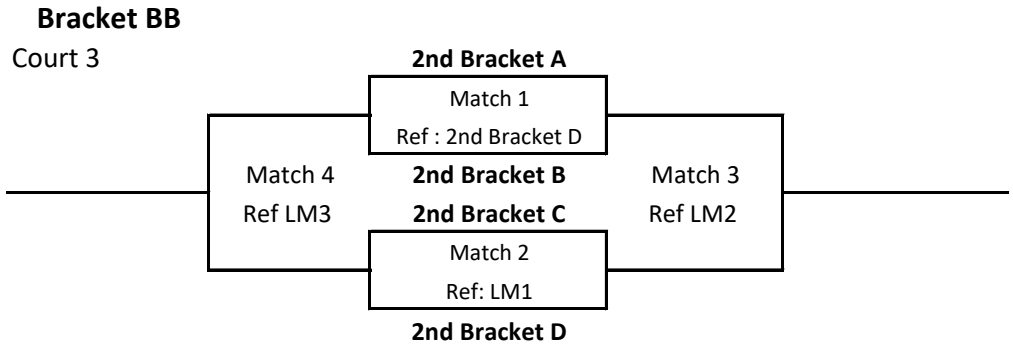 Bracket BB
Court 3
2nd Bracket A
Match 1
Ref : 2nd Bracket D
Match 4
2nd Bracket B
Match 3
Ref LM3
2nd Bracket C
Ref LM2
Match 2
Ref: LM1
2nd Bracket D